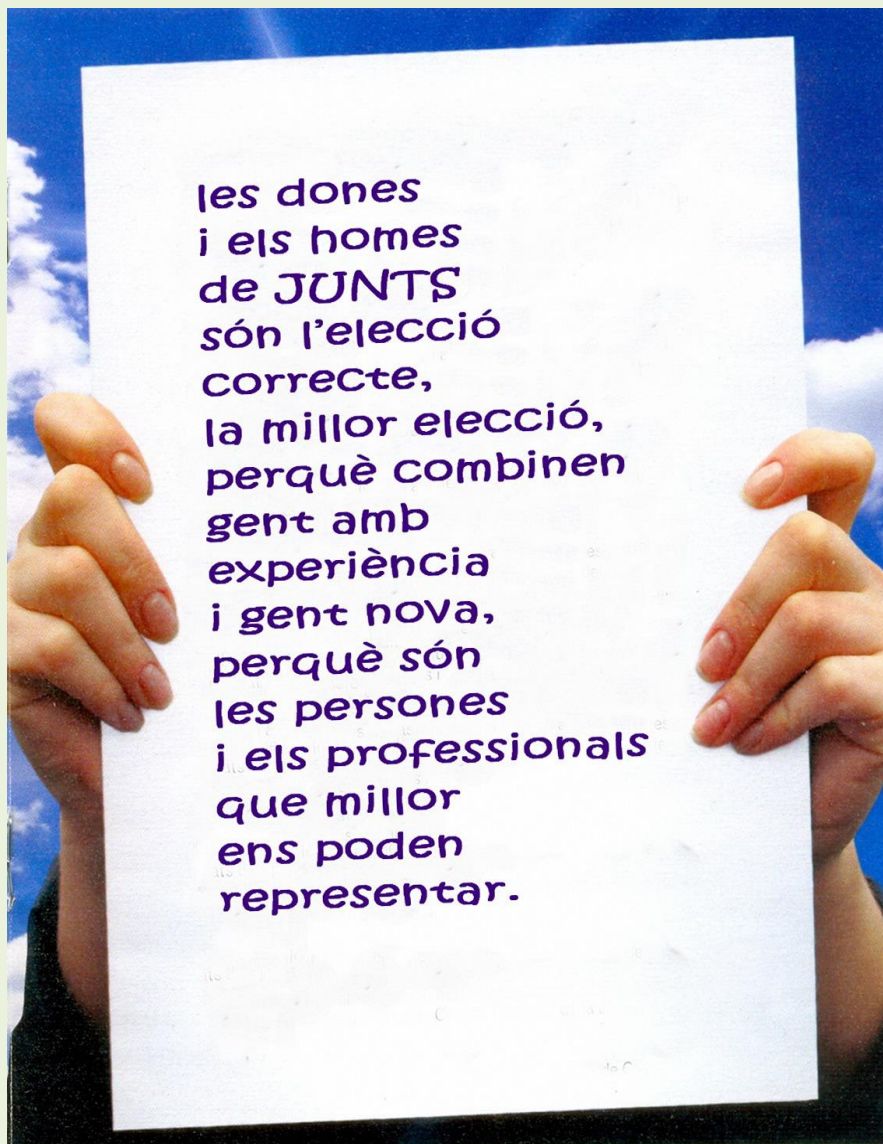 les dones
i els homes
de JUNTS
són l'elecció
correcte,
la millor elecció,
perquè combinen
gent amb
experiència
i gent nova,
perquè són
les persones
i els professionals
que millor
ens poden
representar.